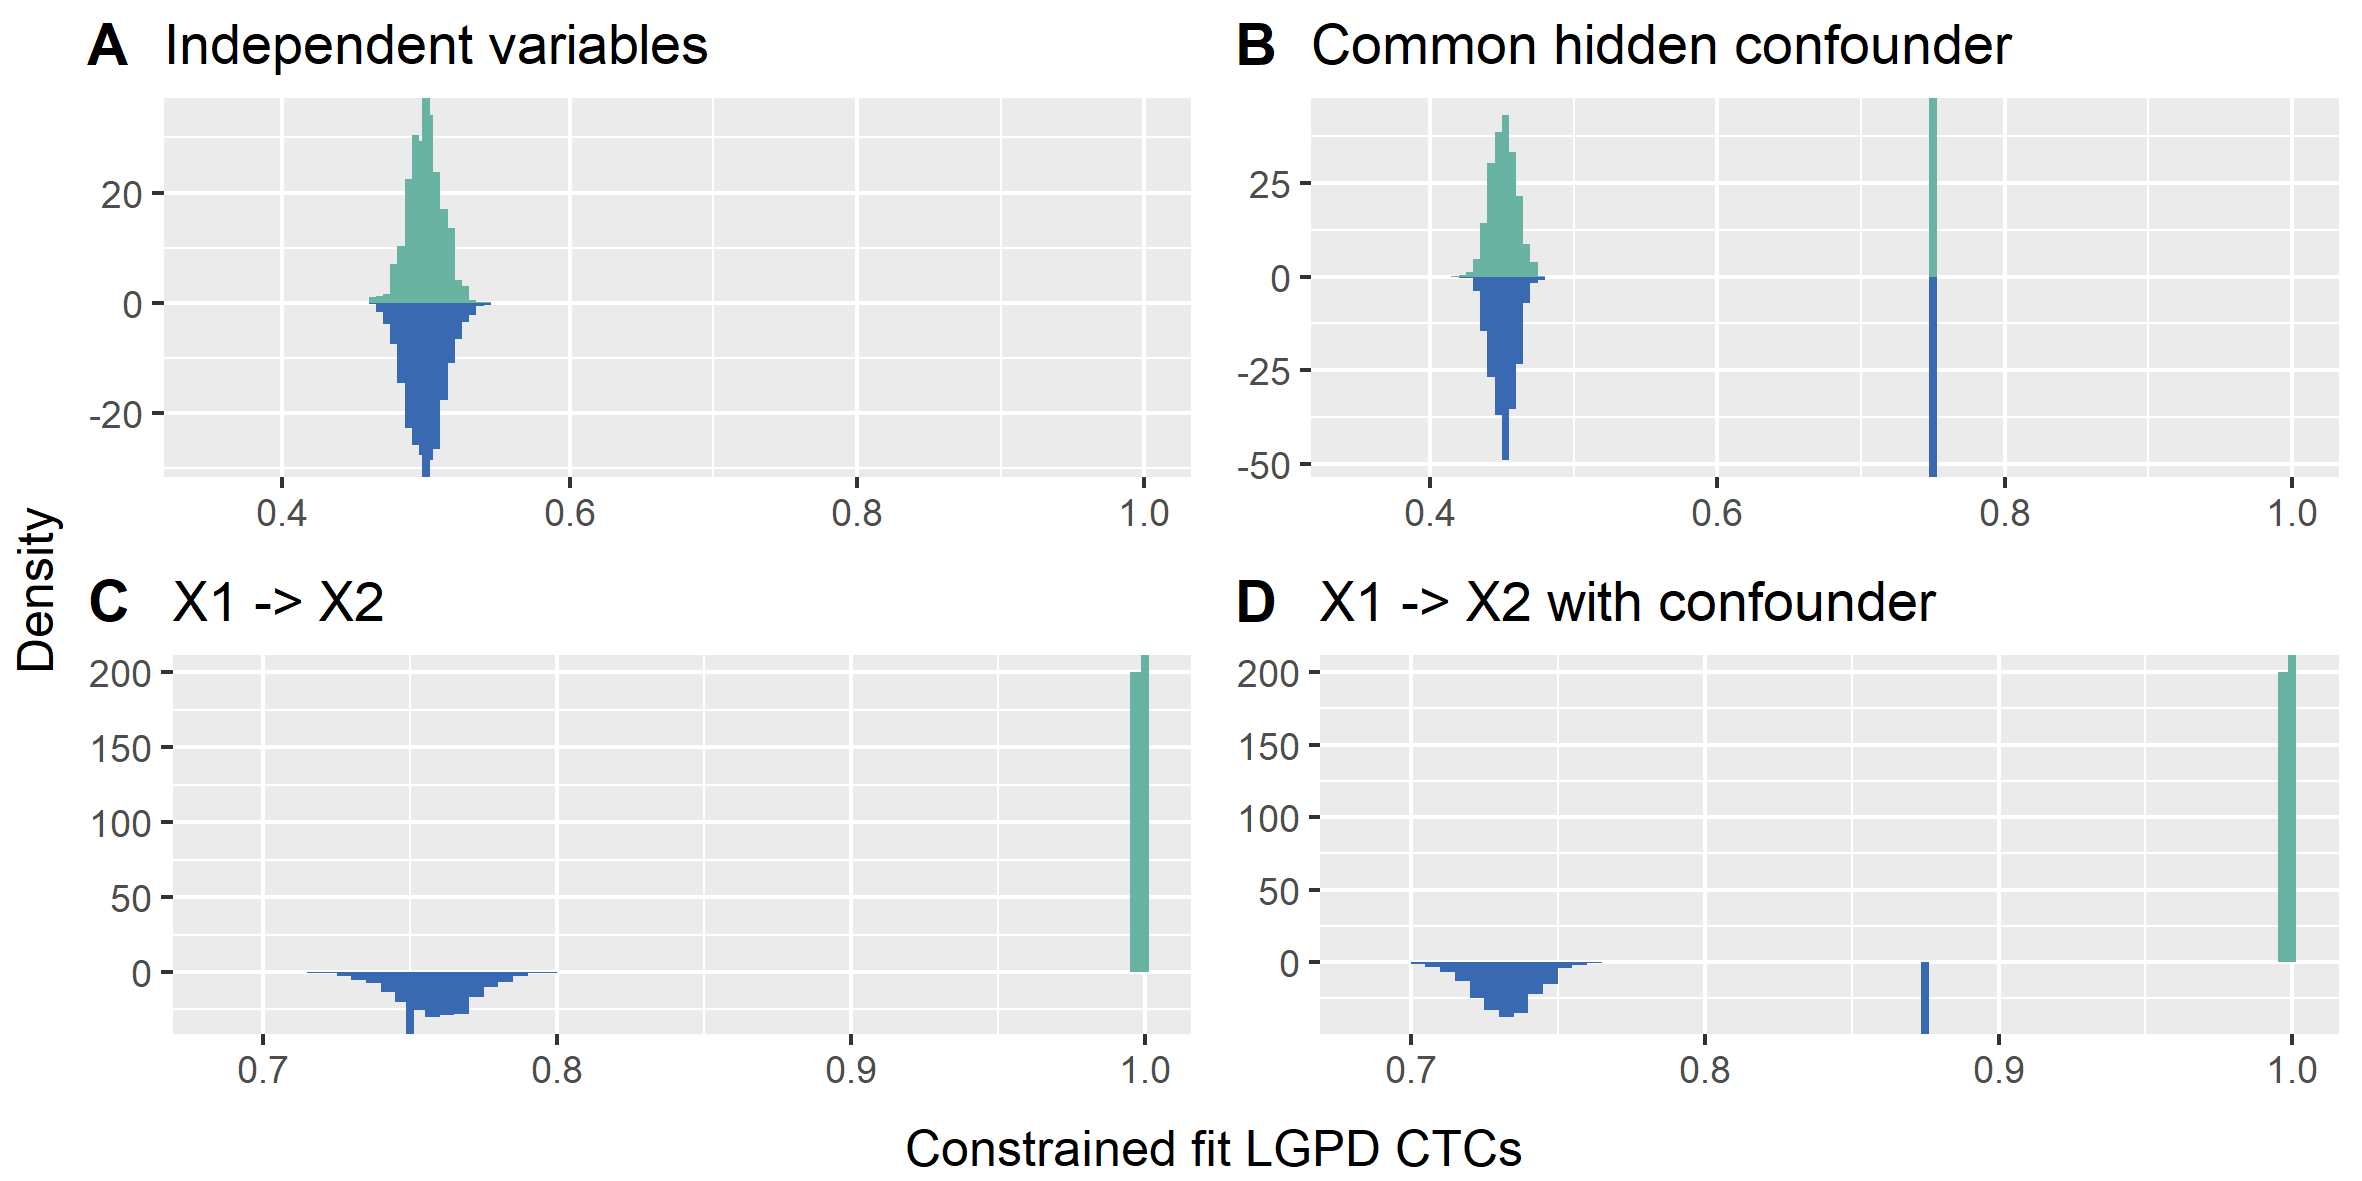 A Independent variables
20
0
-20
0.4 0.6 0.8 1.0
B Common hidden confounder
25
0
-25
-50
0.4 0.6 0.8 1.0
Density
C X1 -> X2
200
150
100
50
0
0.7 0.8 0.9 1.0
D X1 -> X2 with confounder
200
150
100
50
0
0.7 0.8 0.9 1.0
Constrained fit LGPD CTCs